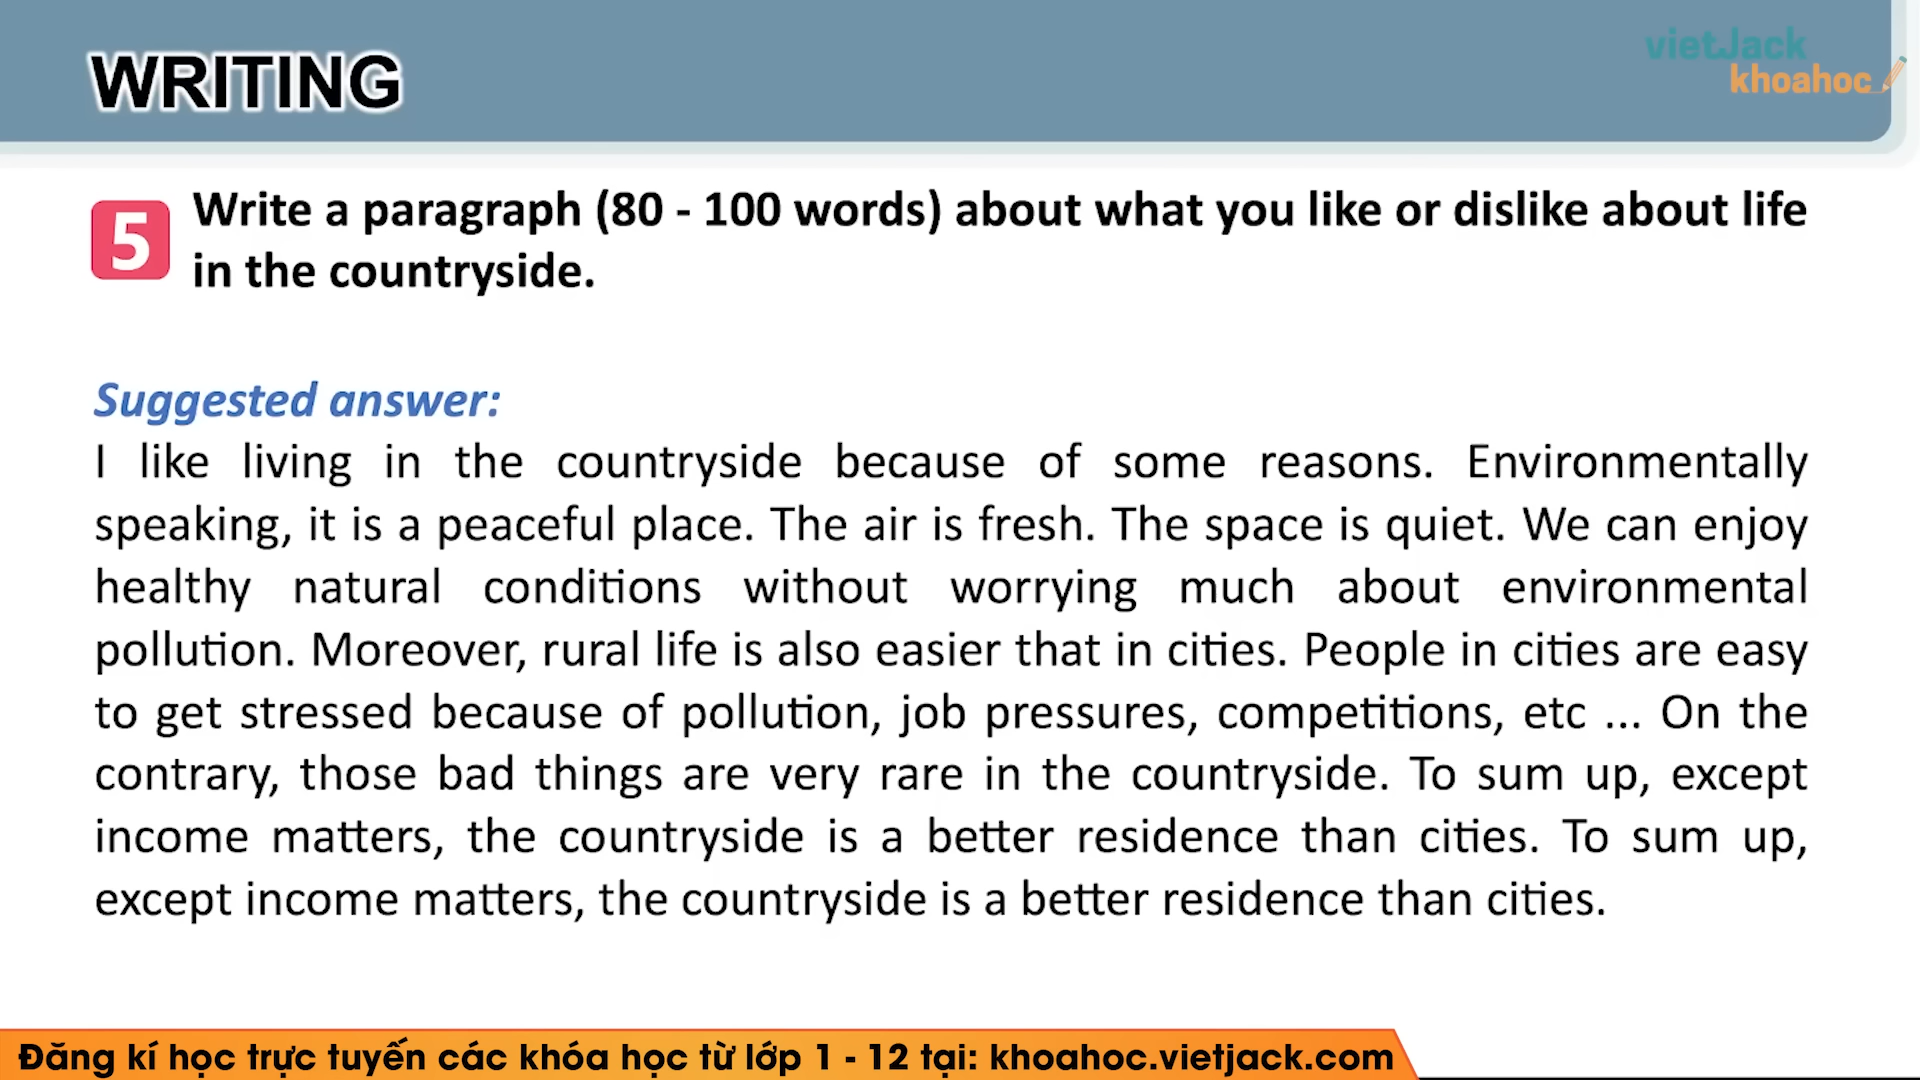 WRITING
vietJack
khoahoc
5
Write a paragraph (80 - 100 words) about what you like or dislike about life
in the countryside.
Suggested answer:
I like living in the countryside because of some reasons. Environmentally
speaking, it is a peaceful place. The air is fresh. The space is quiet. We can enjoy
healthy natural conditions without worrying much about environmental
pollution. Moreover, rural life is also easier that in cities. People in cities are easy
to get stressed because of pollution, job pressures, competitions, etc ... On the
contrary, those bad things are very rare in the countryside. To sum up, except
income matters, the countryside is a better residence than cities. To sum up,
except income matters, the countryside is a better residence than cities.
Đăng kí học trực tuyến các khóa học từ lớp 1 - 12 tại: khoahoc.vietjack.com